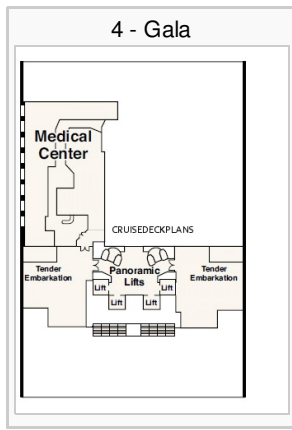 4 - Gala
Medical
Center
CRUISEDECKPLANS
Tender
Embarkation
Panoramic
Lifts
Tender
Embarkation
Lift
Lift
Lift
Lift